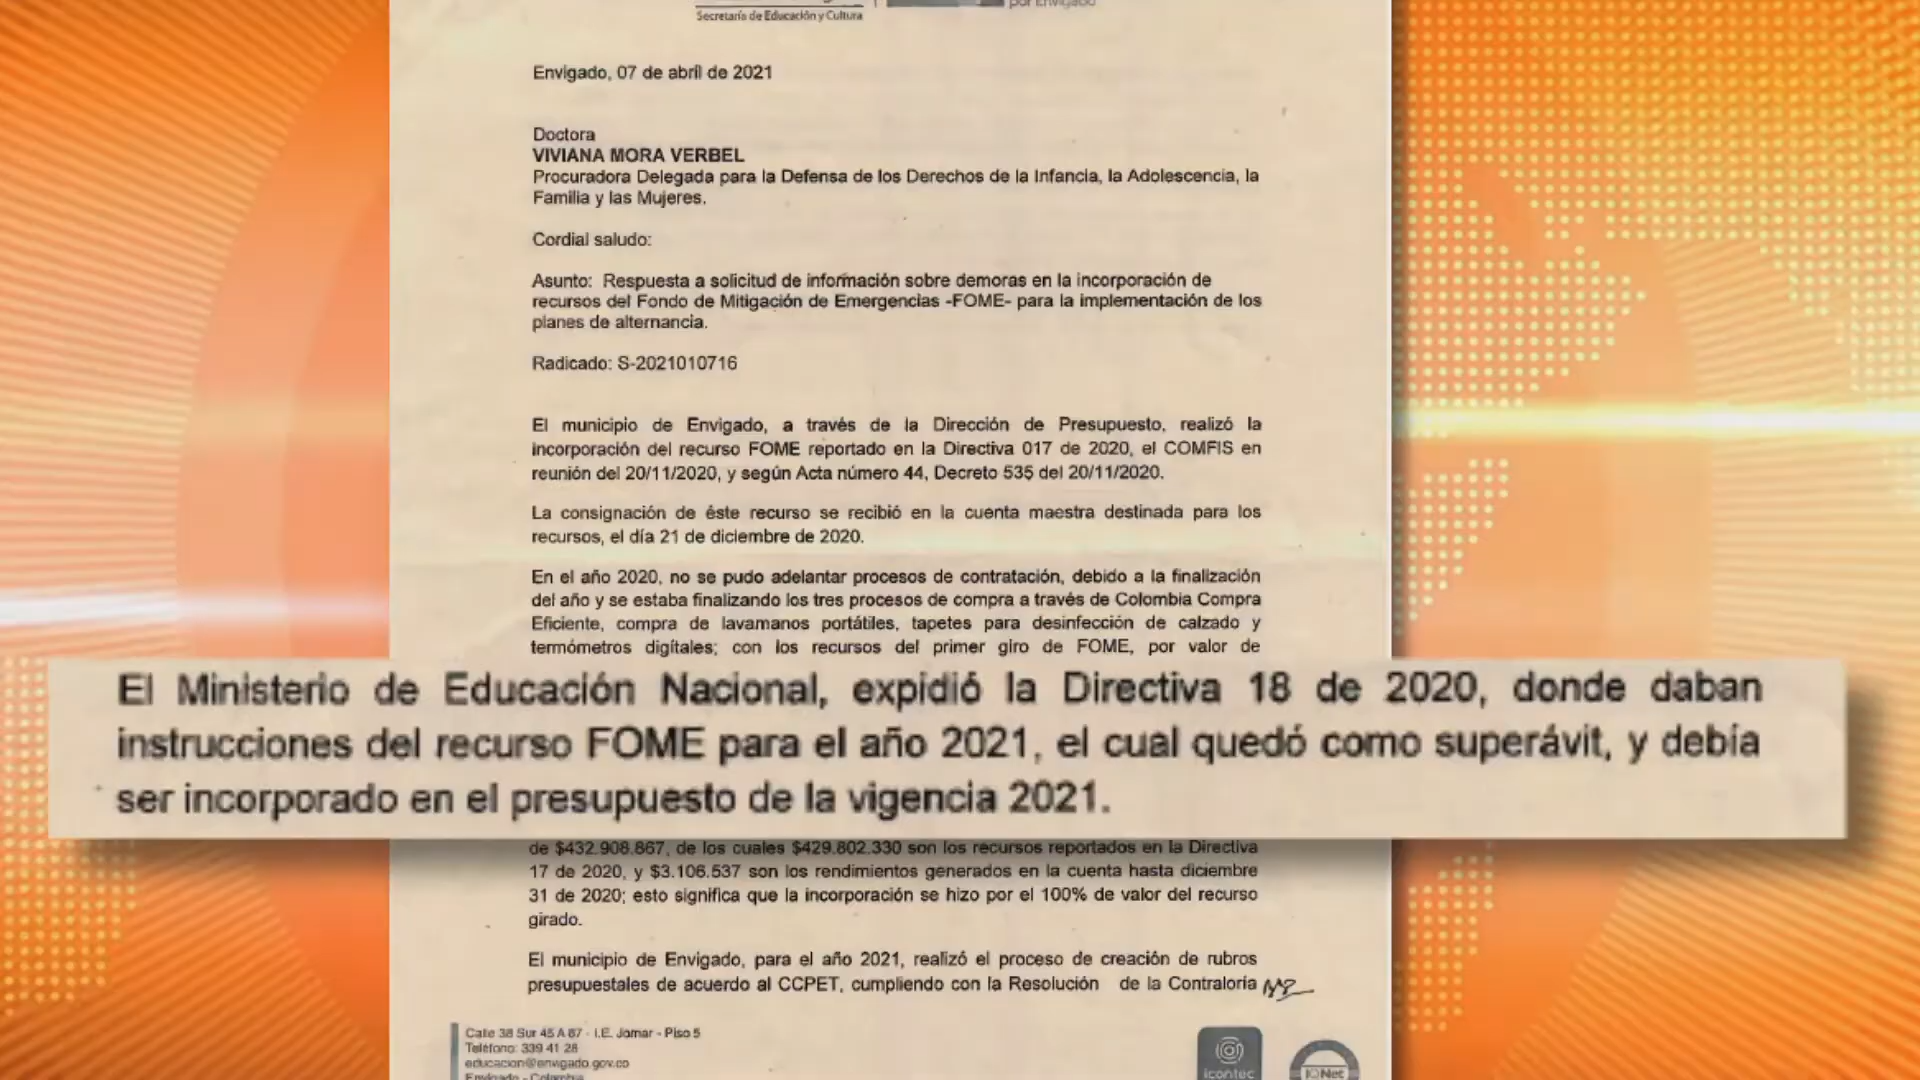 Secretaría de Educación y Cultura
por Envigado
Envigado, 07 de abril de 2021
Doctora
VIVIANA MORA VERBEL
Procuradora Delegada para la Defensa de los Derechos de la Infancia, la Adolescencia, la
Familia y las Mujeres.
Cordial saludo:
Asunto: Respuesta a solicitud de información sobre demoras en la incorporación de
recursos del Fondo de Mitigación de Emergencias -FOME- para la implementación de los
planes de alternancia.
Radicado: S-2021010716
El municipio de Envigado, a través de la Dirección de Presupuesto, realizó la
incorporación del recurso FOME reportado en la Directiva 017 de 2020, el COMFIS en
reunión del 20/11/2020, y según Acta número 44, Decreto 535 del 20/11/2020.
La consignación de éste recurso se recibió en la cuenta maestra destinada para los
recursos, el día 21 de diciembre de 2020.
En el año 2020, no se pudo adelantar procesos de contratación, debido a la finalización
del año y se estaba finalizando los tres procesos de compra a través de Colombia Compra
Eficiente, compra de lavamanos portátiles, tapetes para desinfección de calzado y
termómetros digítales; con los recursos del primer giro de FOME, por valor de
El Ministerio de Educación Nacional, expidió la Directiva 18 de 2020, donde daban
instrucciones del recurso FOME para el año 2021, el cual quedó como superávit, y debía
ser incorporado en el presupuesto de la vigencia 2021.
de $432.908.867, de los cuales $429.802.330 son los recursos reportados en la Directiva
17 de 2020, y $3.106.537 son los rendimientos generados en la cuenta hasta diciembre
31 de 2020; esto significa que la incorporación se hizo por el 100% de valor del recurso
girado.
El municipio de Envigado, para el año 2021, realizó el proceso de creación de rubros
presupuestales de acuerdo al CCPET, cumpliendo con la Resolución de la Contraloría
Calle 38 Sur 45 A 87 - I.E. Jomar - Piso 5
Teléfono: 339 41 28
educacion@envigado.gov.co
Envigado - Colombia
icontec
IQNet